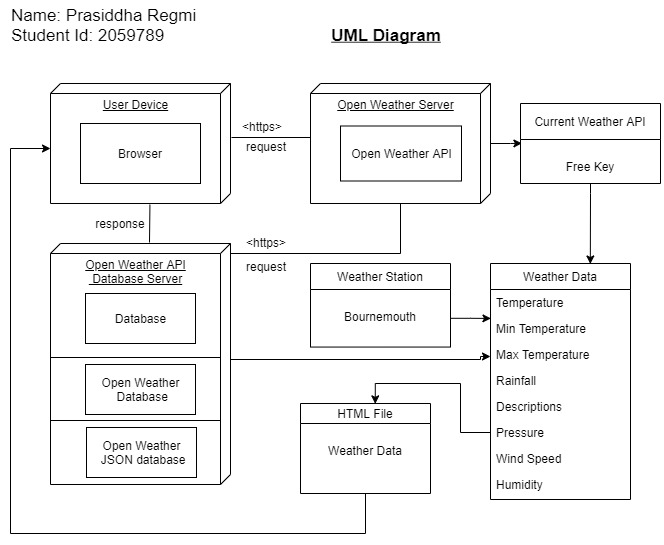 Name: Prasiddha Regmi
Student Id: 2059789
UML Diagram
User Device
Browser
<https>
request
Open Weather Server
Open Weather API
Current Weather API
Free Key
response
<https>
request
Open Weather API
Database Server
Database
Open Weather
Database
Open Weather
JSON database
Weather Station
Bournemouth
Weather Data
Temperature
Min Temperature
Max Temperature
Rainfall
Descriptions
Pressure
Wind Speed
Humidity
HTML File
Weather Data